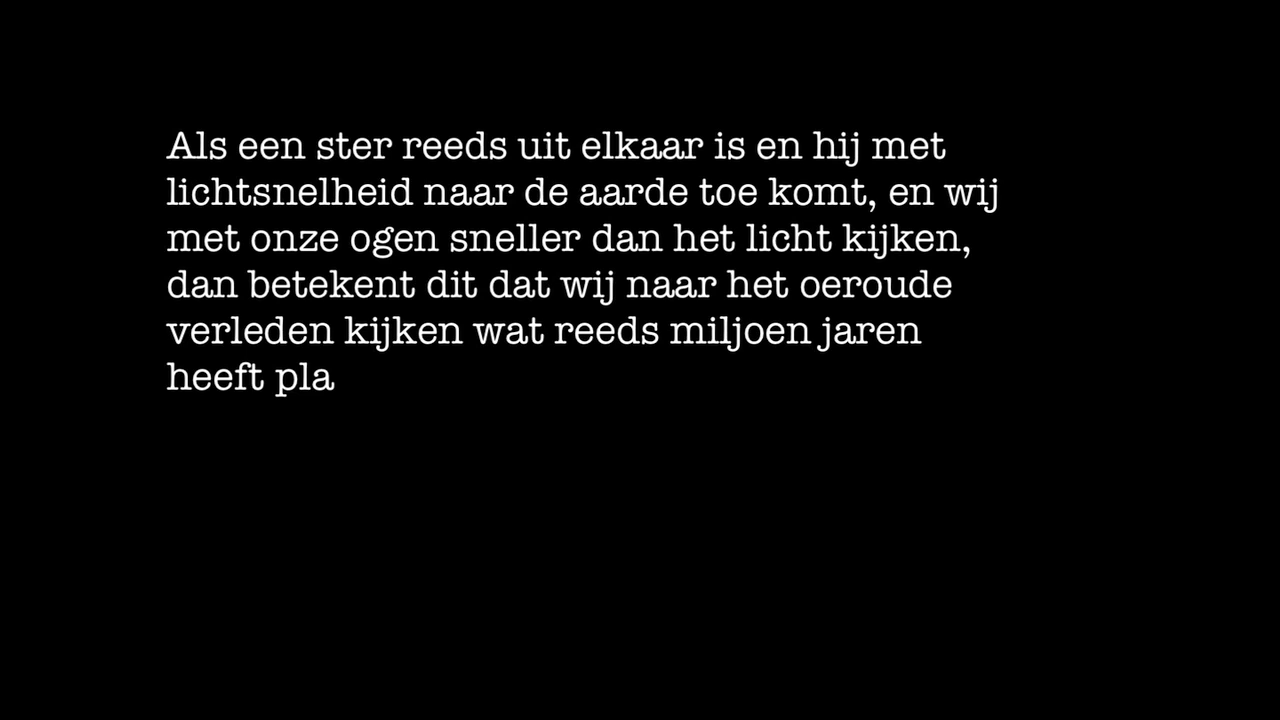 Als een ster reeds uit elkaar is en hij met
lichtsnelheid naar de aarde toe komt, en wij
met onze ogen sneller dan het licht kijken,
dan betekent dit dat wij naar het oeroude
verleden kijken wat reeds miljoen jaren
heeft pla